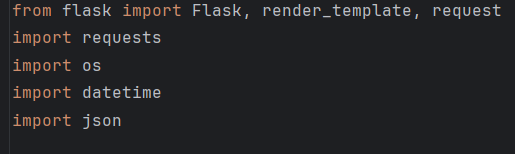 from flask import Flask, render_template, request
import requests
import os
import datetime
import json